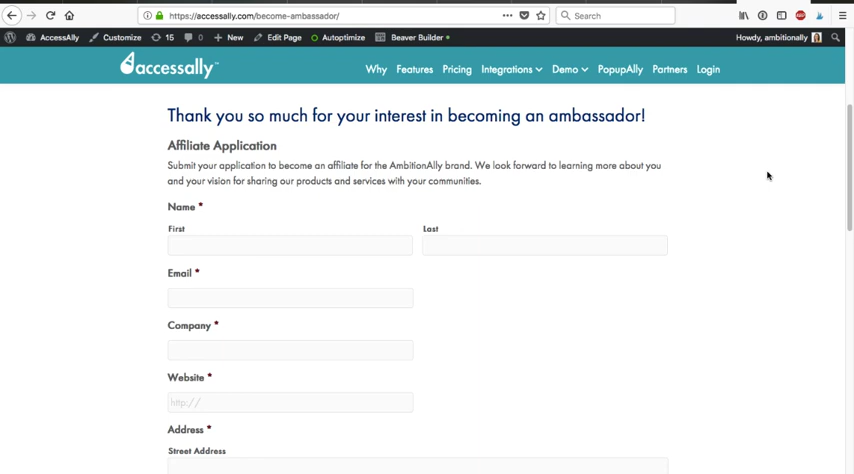 https://accessally.com/become-ambassador/
Search
AccessAlly Customize 15 0 New Edit Page Autoptimize Beaver Builder Howdy, ambitionally
accessally™
Why Features Pricing Integrations Demo PopupAlly Partners Login
Thank you so much for your interest in becoming an ambassador!
Affiliate Application
Submit your application to become an affiliate for the AmbitionAlly brand. We look forward to learning more about you
and your vision for sharing our products and services with your communities.
Name *
First Last
Email *
Company *
Website *
http://
Address *
Street Address